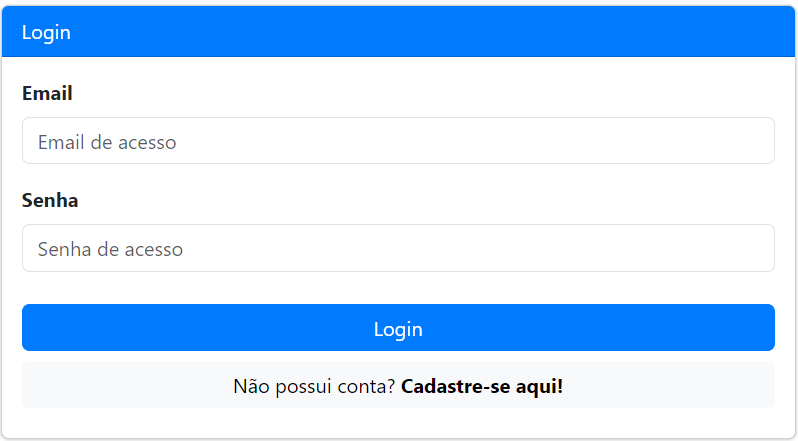 Login
Email
Email de acesso
Senha
Senha de acesso
Login
Não possui conta? Cadastre-se aqui!